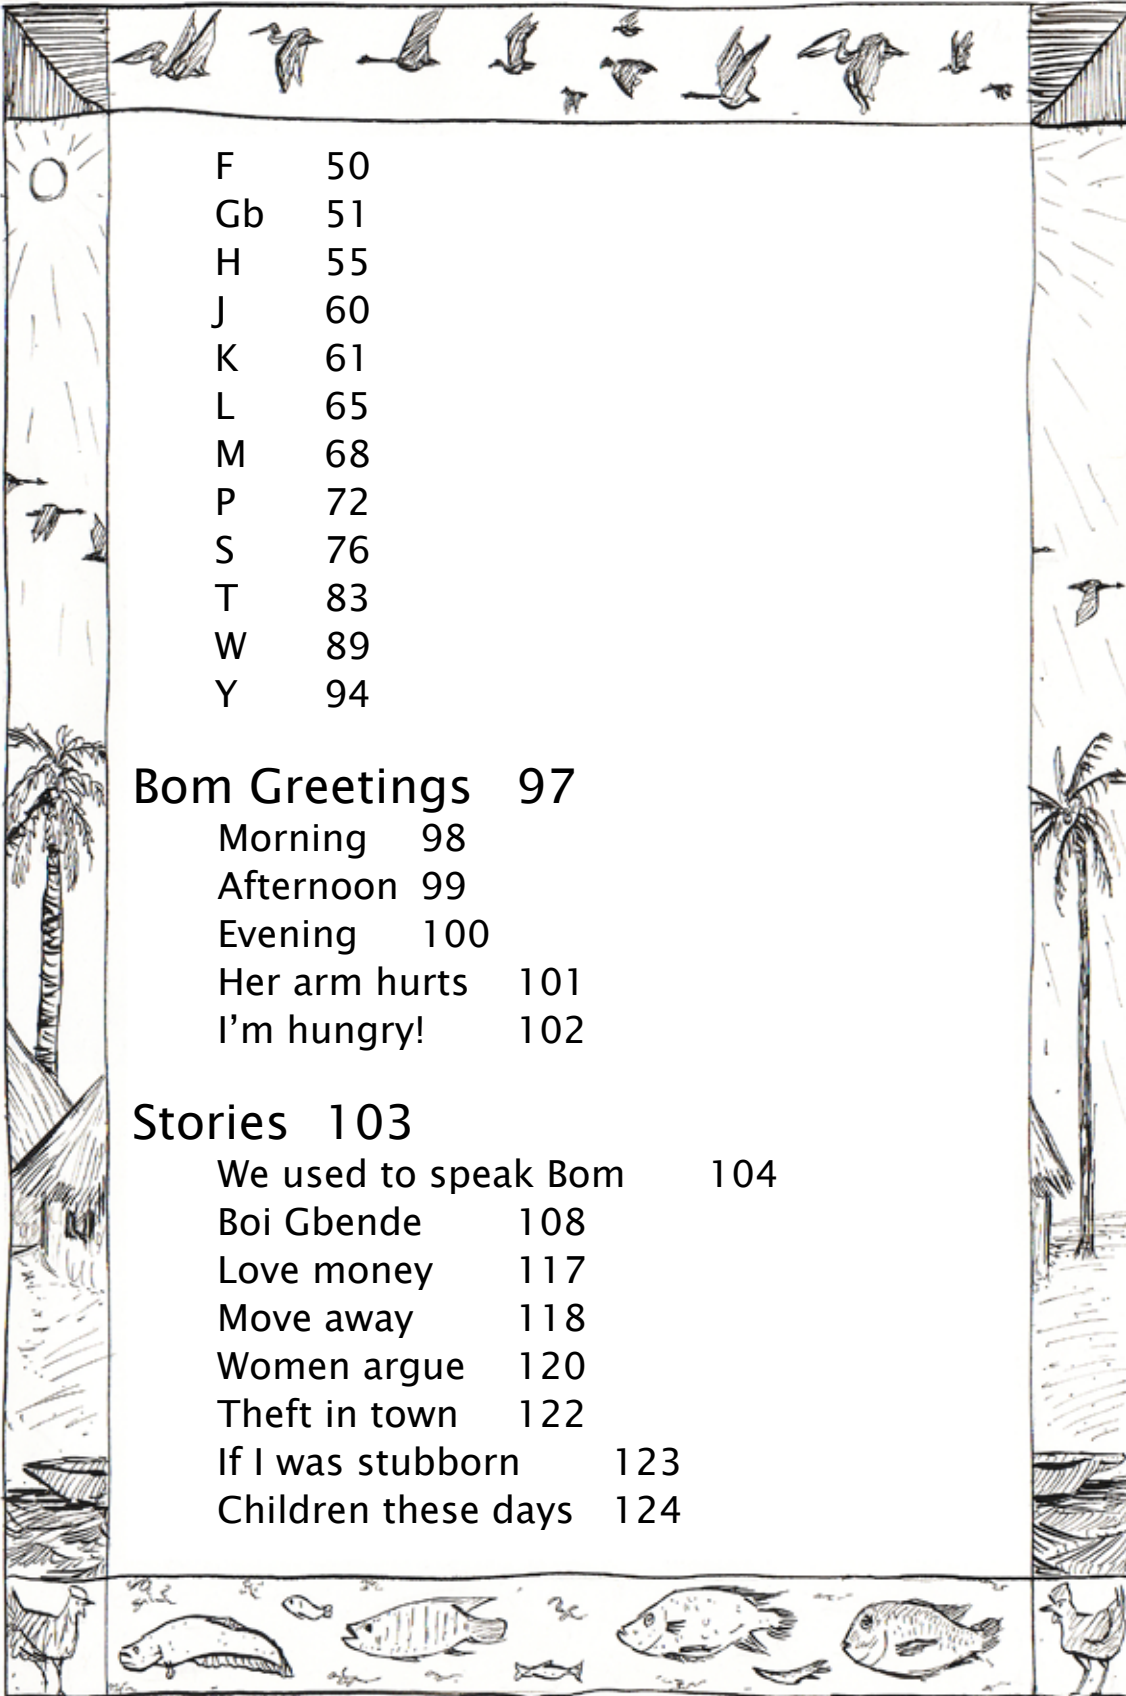 F 50
Gb 51
H 55
J 60
K 61
L 65
M 68
P 72
S 76
T 83
W 89
Y 94
Bom Greetings 97
Morning 98
Afternoon 99
Evening 100
Her arm hurts 101
I’m hungry! 102
Stories 103
We used to speak Bom 104
Boi Gbende 108
Love money 117
Move away 118
Women argue 120
Theft in town 122
If I was stubborn 123
Children these days 124